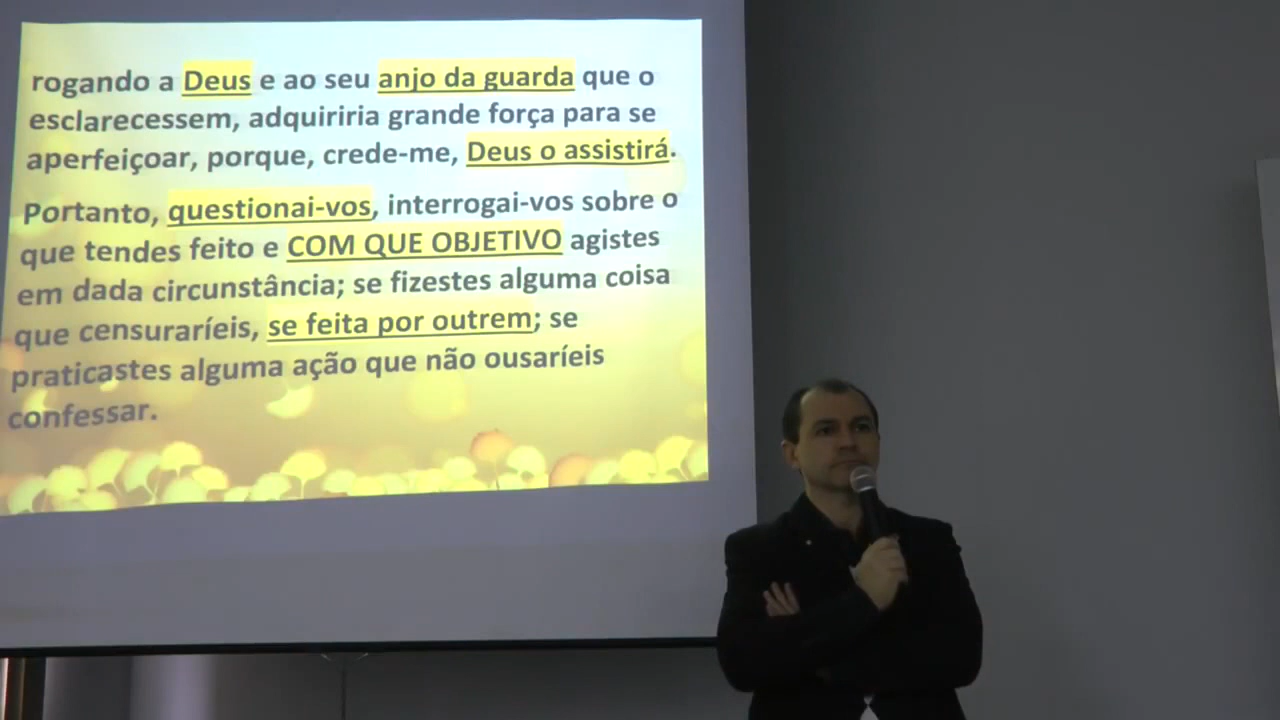 rogando a Deus e ao seu anjo da guarda que o
esclarecessem, adquiriria grande força para se
aperfeiçoar, porque, crede-me, Deus o assistirá.
Portanto, questionai-vos, interrogai-vos sobre o
que tendes feito e COM QUE OBJETIVO agistes
em dada circunstância; se fizestes alguma coisa
que censuraríeis, se feita por outrem; se
praticastes alguma ação que não ousaríeis
confessar.